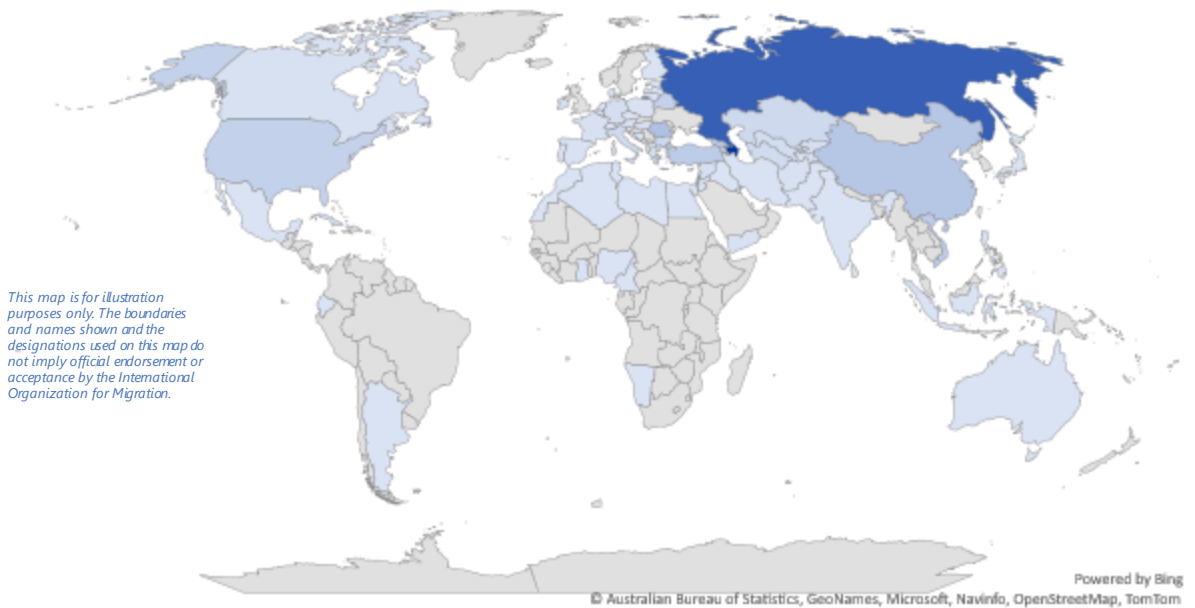 This map is for illustration
purposes only. The boundaries
and names shown and the
designations used on this map do
not imply official endorsement or
acceptance by the International
Organization for Migration.
Powered by Bing
© Australian Bureau of Statistics, GeoNames, Microsoft, Navinfo, OpenStreetMap, TomTom